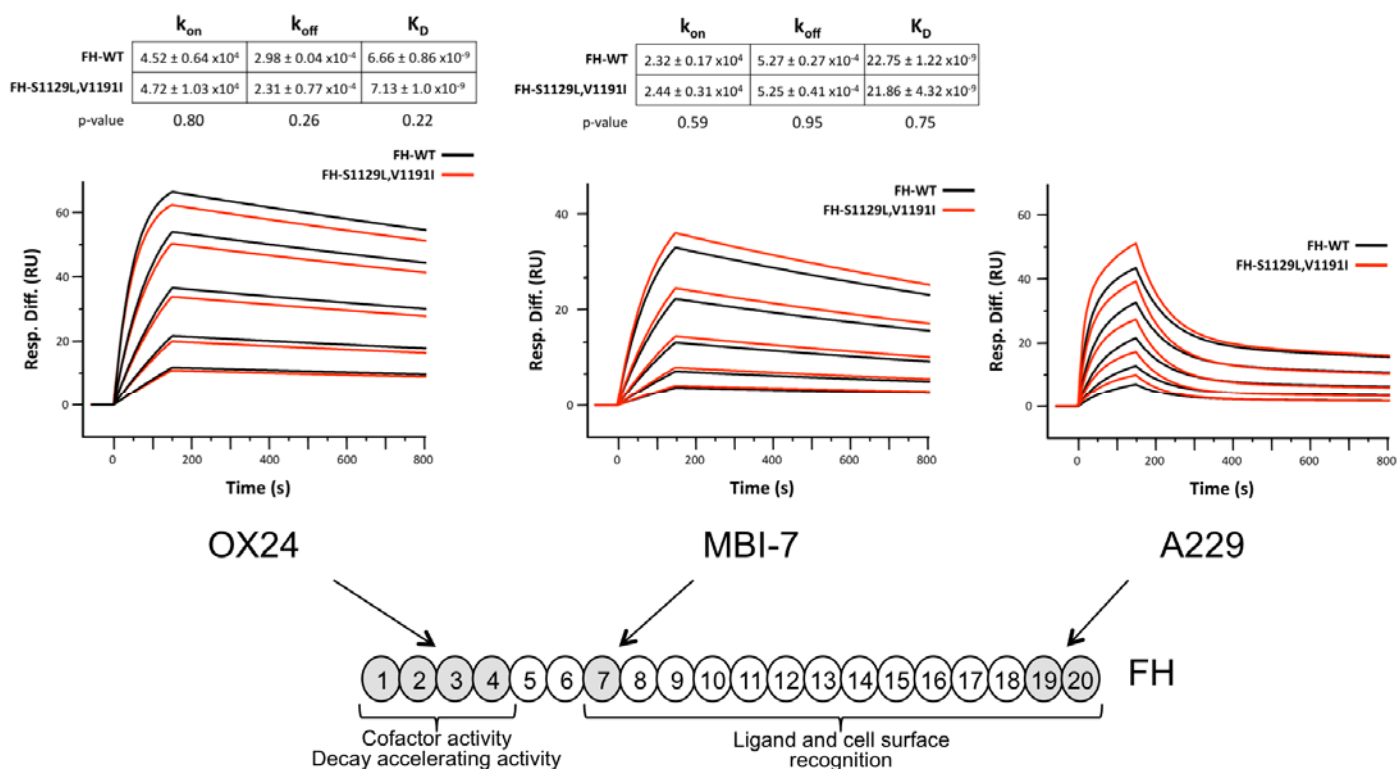 kon koff KD
FH-WT 4.52 ± 0.64 x10⁴ 2.98 ± 0.04 x10⁻⁴ 6.66 ± 0.86 x10⁻⁹
FH-S1129L,V1191I 4.72 ± 1.03 x10⁴ 2.31 ± 0.77 x10⁻⁴ 7.13 ± 1.0 x10⁻⁹
p-value 0.80 0.26 0.22
kon koff KD
FH-WT 2.32 ± 0.17 x10⁴ 5.27 ± 0.27 x10⁻⁴ 22.75 ± 1.22 x10⁻⁹
FH-S1129L,V1191I 2.44 ± 0.31 x10⁴ 5.25 ± 0.41 x10⁻⁴ 21.86 ± 4.32 x10⁻⁹
p-value 0.59 0.95 0.75
FH-WT
FH-S1129L,V1191I
Resp. Diff. (RU)
60
40
20
0
0 200 400 600 800
Time (s)
FH-WT
FH-S1129L,V1191I
Resp. Diff. (RU)
40
20
0
0 200 400 600 800
Time (s)
FH-WT
FH-S1129L,V1191I
Resp. Diff. (RU)
60
40
20
0
0 200 400 600 800
Time (s)
OX24 MBI-7 A229
1 2 3 4 5 6 7 8 9 10 11 12 13 14 15 16 17 18 19 20 FH
Cofactor activity
Decay accelerating activity
Ligand and cell surface
recognition